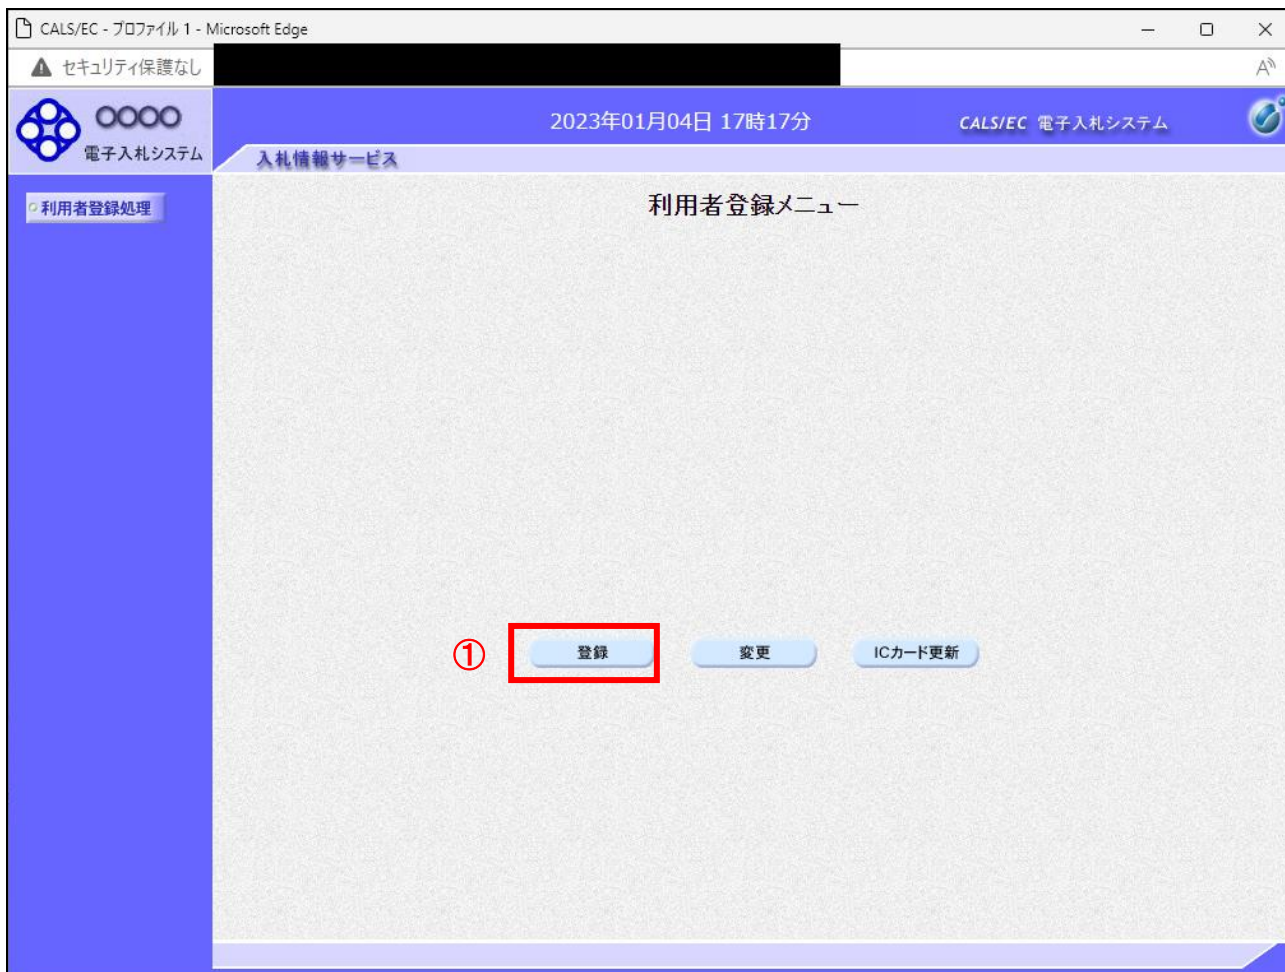 CALS/EC - プロファイル 1 - Microsoft Edge
セキュリティ保護なし
○○○○
電子入札システム
2023年01月04日 17時17分
CALS/EC 電子入札システム
入札情報サービス
利用者登録処理
利用者登録メニュー
① 登録 変更 ICカード更新